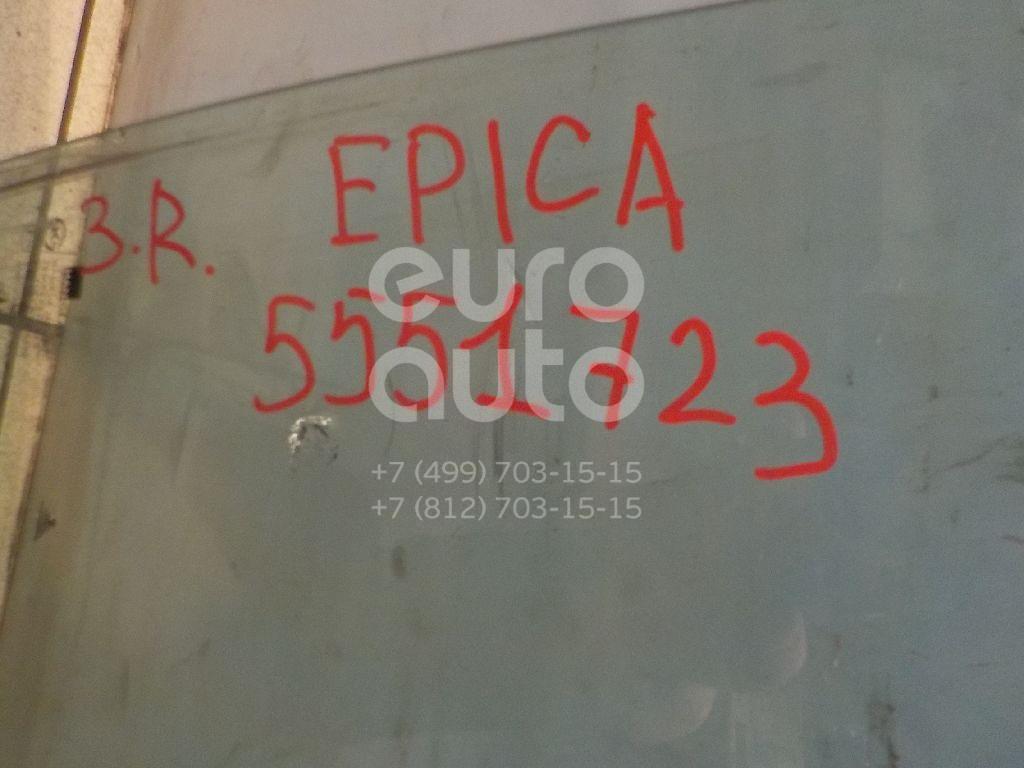 EPICA
З.R.
5551723
euro
auto
+7 (499) 703-15-15
+7 (812) 703-15-15